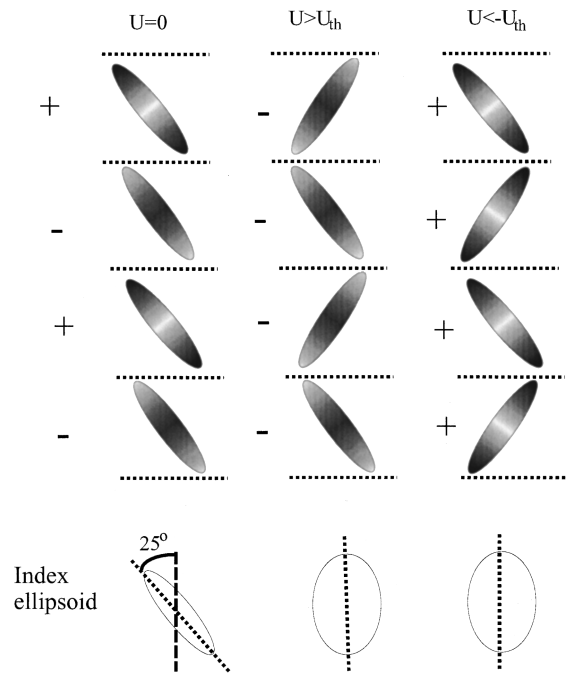 U=0 U>Uth U<-Uth
+ - +
- - +
+ - +
- - +
25o
Index
ellipsoid